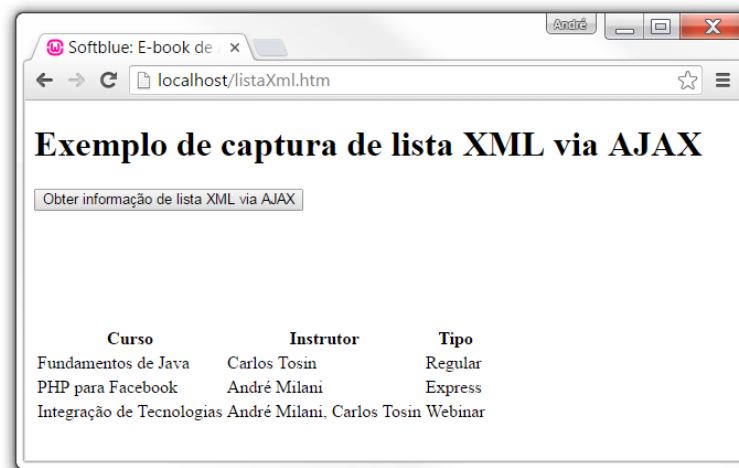 André
Softblue: E-book de
localhost/listaXml.htm
Exemplo de captura de lista XML via AJAX
Obter informação de lista XML via AJAX
Curso Instrutor Tipo
Fundamentos de Java Carlos Tosin Regular
PHP para Facebook André Milani Express
Integração de Tecnologias André Milani, Carlos Tosin Webinar